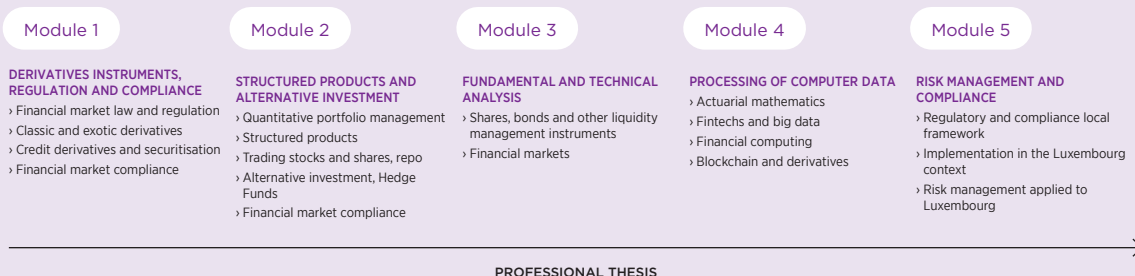 Module 1
DERIVATIVES INSTRUMENTS,
REGULATION AND COMPLIANCE
› Financial market law and regulation
› Classic and exotic derivatives
› Credit derivatives and securitisation
› Financial market compliance
Module 2
STRUCTURED PRODUCTS AND
ALTERNATIVE INVESTMENT
› Quantitative portfolio management
› Structured products
› Trading stocks and shares, repo
› Alternative investment, Hedge
Funds
› Financial market compliance
Module 3
FUNDAMENTAL AND TECHNICAL
ANALYSIS
› Shares, bonds and other liquidity
management instruments
› Financial markets
Module 4
PROCESSING OF COMPUTER DATA
› Actuarial mathematics
› Fintechs and big data
› Financial computing
› Blockchain and derivatives
Module 5
RISK MANAGEMENT AND
COMPLIANCE
› Regulatory and compliance local
framework
› Implementation in the Luxembourg
context
› Risk management applied to
Luxembourg
PROFESSIONAL THESIS